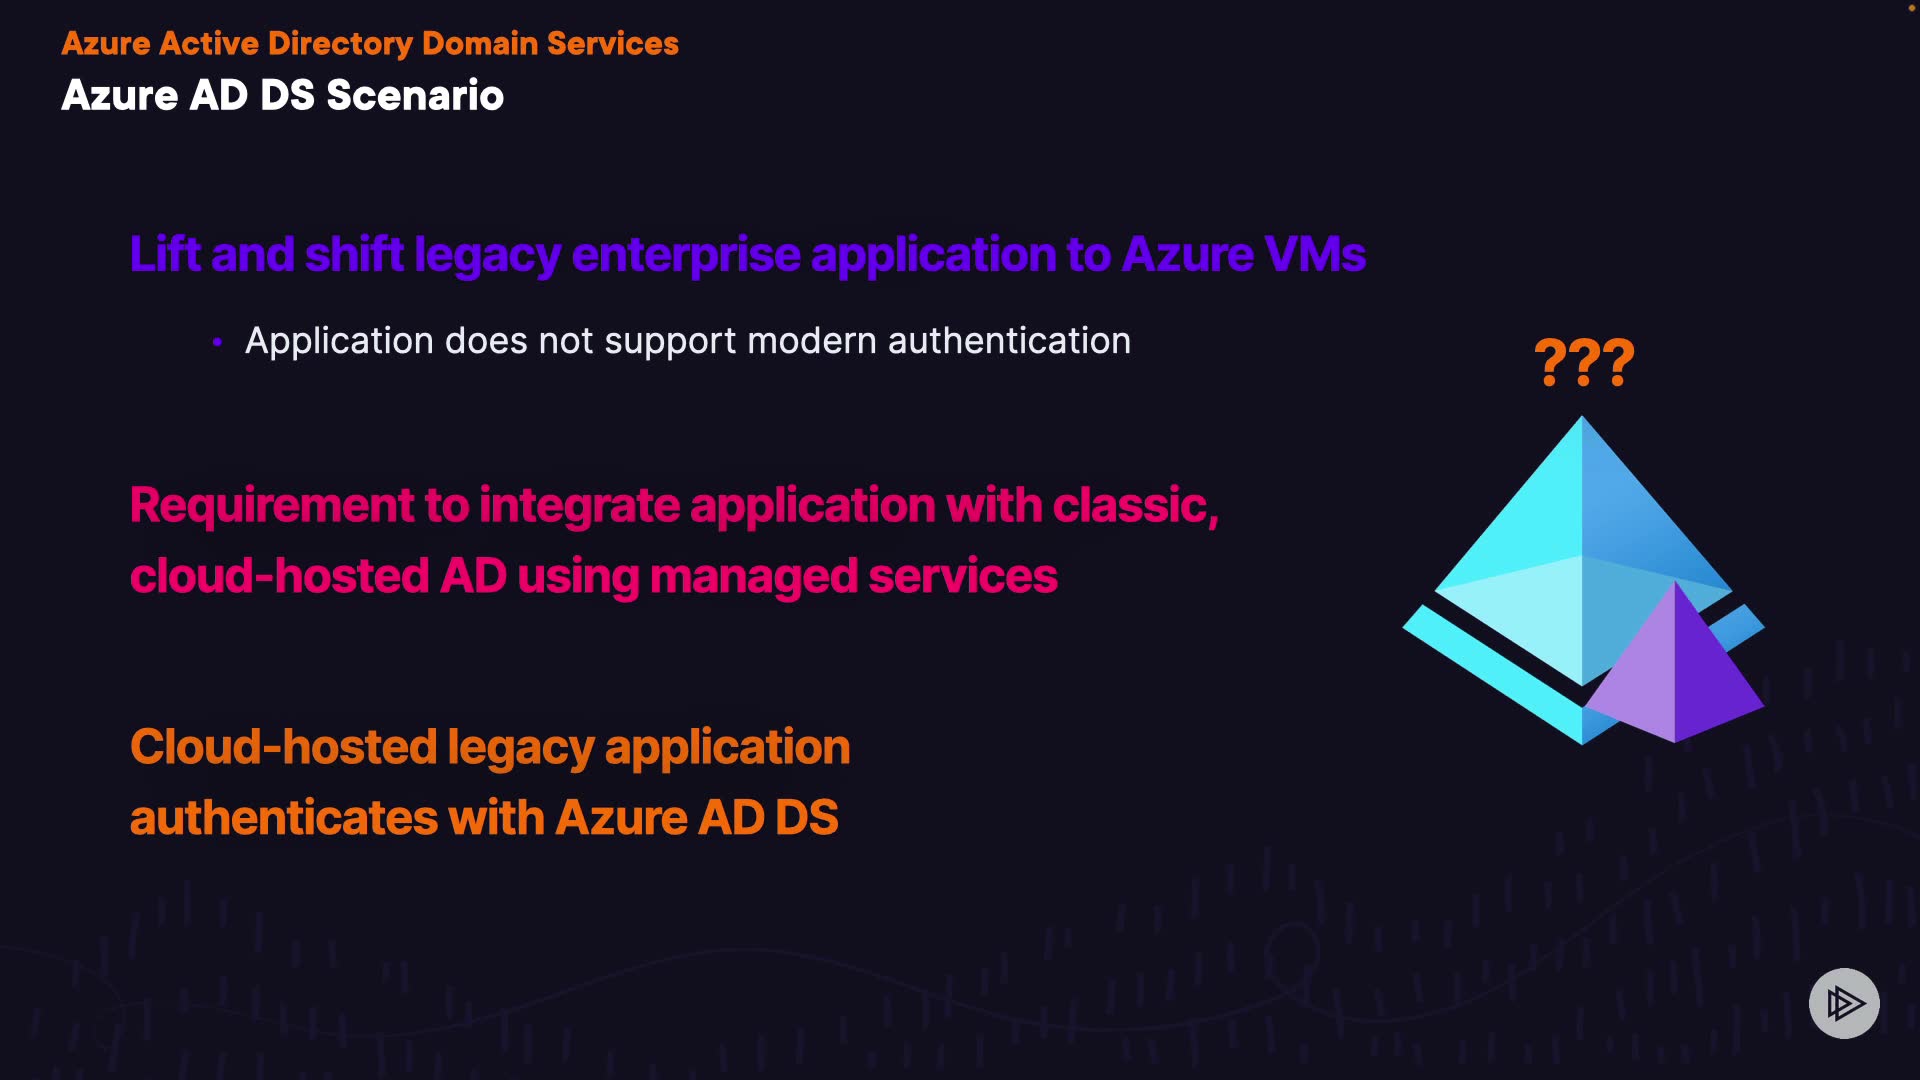 Azure Active Directory Domain Services
Azure AD DS Scenario
Lift and shift legacy enterprise application to Azure VMs
• Application does not support modern authentication
???
Requirement to integrate application with classic,
cloud-hosted AD using managed services
Cloud-hosted legacy application
authenticates with Azure AD DS